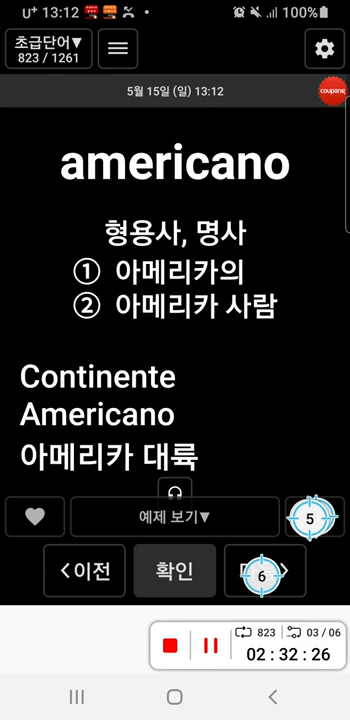 U+ 13:12 100%
초급단어▼
823 / 1261
5월 15일 (일) 13:12
coupang
americano
형용사, 명사
① 아메리카의
② 아메리카 사람
Continente
Americano
아메리카 대륙
예제 보기▼
5
<이전
확인
6
>
823 03 / 06
02 : 32 : 26